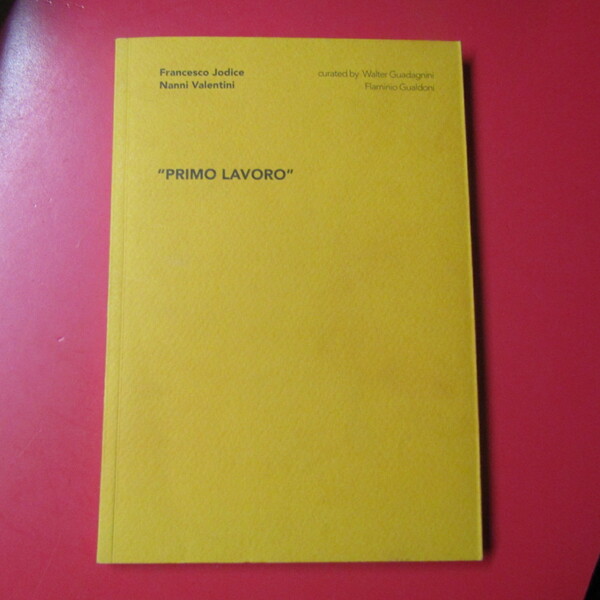 Francesco Jodice
Nanni Valentini
curated by Walter Guadagnini
Flaminio Gualdoni
“PRIMO LAVORO”